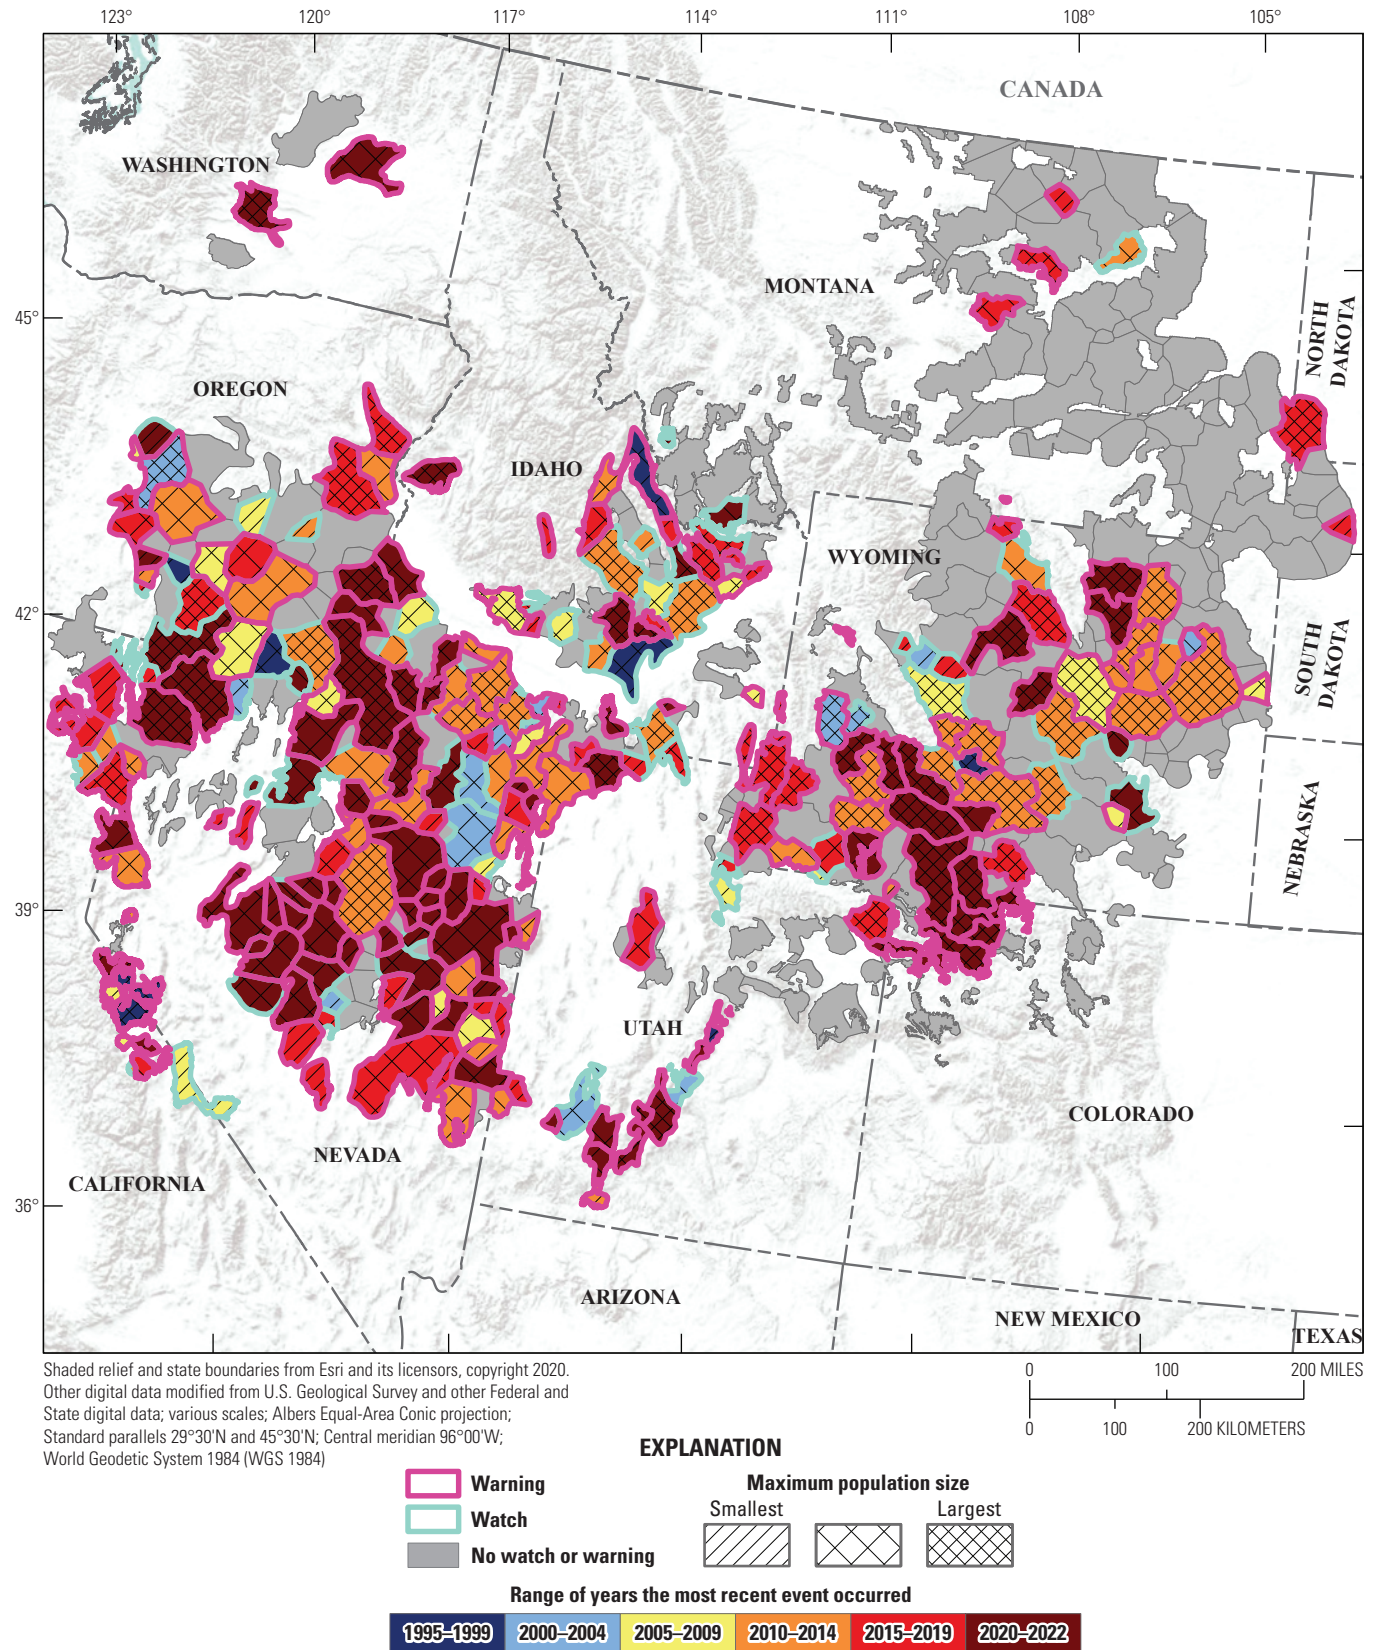 123° 120° 117° 114° 111° 108° 105°
CANADA
WASHINGTON
MONTANA
45°
NORTH
DAKOTA
OREGON
IDAHO
WYOMING
42°
SOUTH
DAKOTA
NEBRASKA
39°
UTAH
COLORADO
NEVADA
CALIFORNIA
36°
ARIZONA
NEW MEXICO
TEXAS
Shaded relief and state boundaries from Esri and its licensors, copyright 2020.
Other digital data modified from U.S. Geological Survey and other Federal and
State digital data; various scales; Albers Equal-Area Conic projection;
Standard parallels 29°30'N and 45°30'N; Central meridian 96°00'W;
World Geodetic System 1984 (WGS 1984)
0 100 200 MILES
0 100 200 KILOMETERS
EXPLANATION
Warning
Watch
No watch or warning
Maximum population size
Smallest Largest
Range of years the most recent event occurred
1995–1999 2000–2004 2005–2009 2010–2014 2015–2019 2020–2022